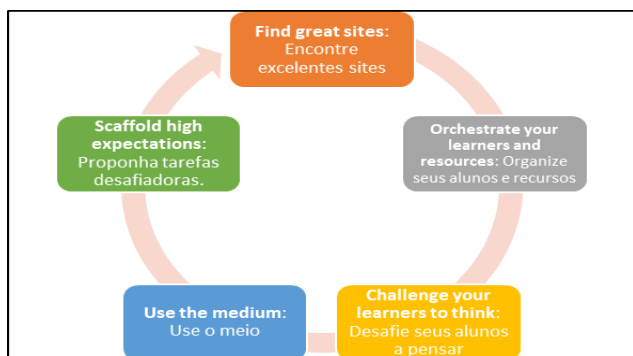 Find great sites:
Encontre
excelentes sites
Orchestrate your
learners and
resources: Organize
seus alunos e recursos
Challenge your
learners to think:
Desafie seus alunos
a pensar
Use the medium:
Use o meio
Scaffold high
expectations:
Proponha tarefas
desafiadoras.